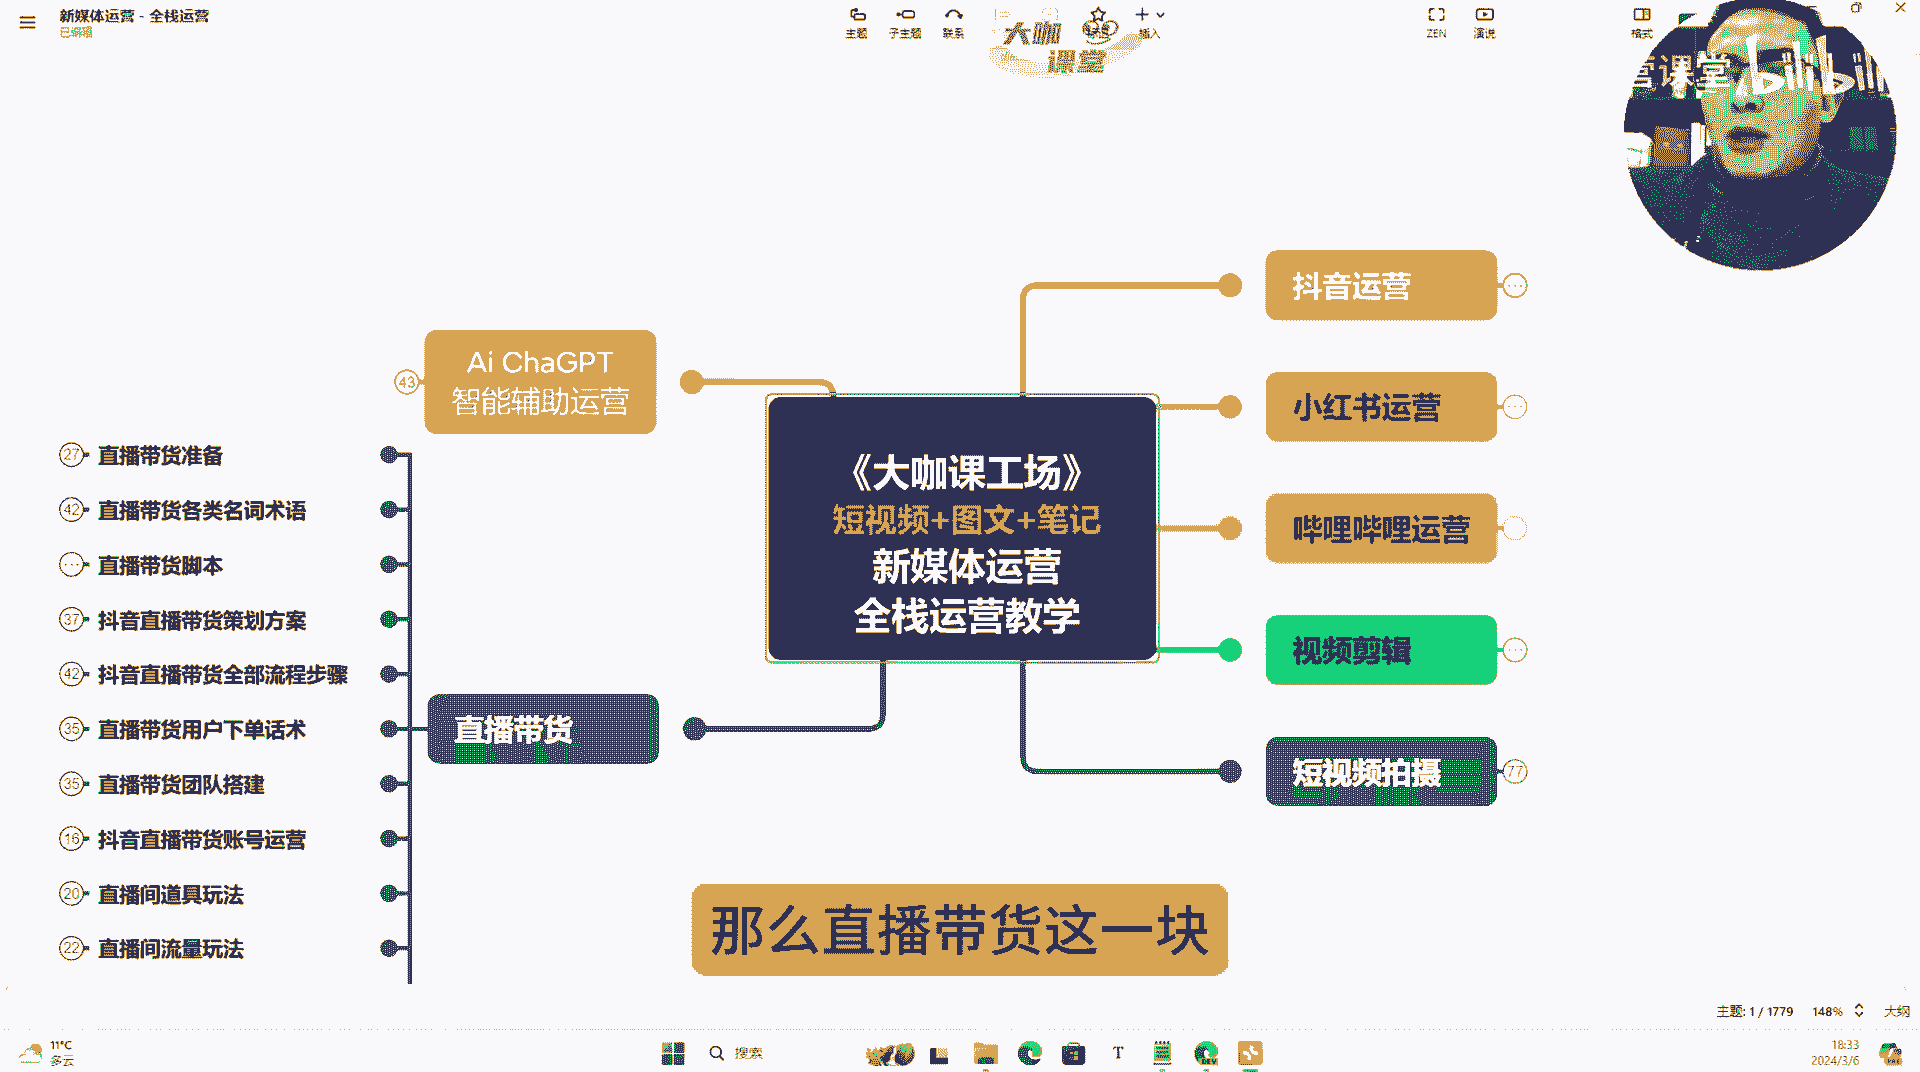 新媒体运营 - 全栈运营
已编辑
主题
子主题
联系
插入
ZEN
演说
格式
大咖
课堂
营课堂 bilibili
抖音运营
Ai ChaGPT
智能辅助运营
43
小红书运营
27 直播带货准备
《大咖课工场》
短视频+图文+笔记
新媒体运营
全栈运营教学
42 直播带货各类名词术语
哔哩哔哩运营
直播带货脚本
37 抖音直播带货策划方案
视频剪辑
42 抖音直播带货全部流程步骤
35 直播带货用户下单话术
直播带货
短视频拍摄
77
35 直播带货团队搭建
16 抖音直播带货账号运营
20 直播间道具玩法
22 直播间流量玩法
那么直播带货这一块
主题: 1 / 1779 148% 大纲
11°C
多云
搜索
T
DEV
18:33
2024/3/6